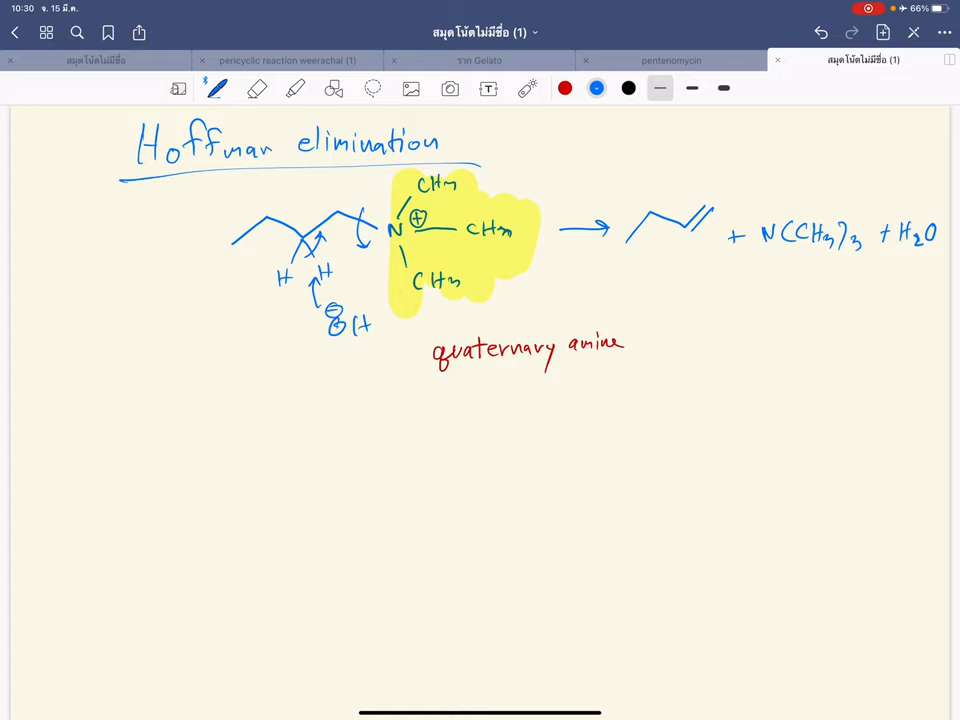 10:30 จ. 15 มี.ค. 66%
สมุดโน้ตไม่มีชื่อ (1)
สมุดโน้ตไม่มีชื่อ pericyclic reaction weerachai (1) ราค Gelato pentenomycin สมุดโน้ตไม่มีชื่อ (1)
Hoffman elimination
CH3
N ⊕ CH3
CH3
H H
⊖
OH
+ N(CH3)3 + H2O
quaternary amine